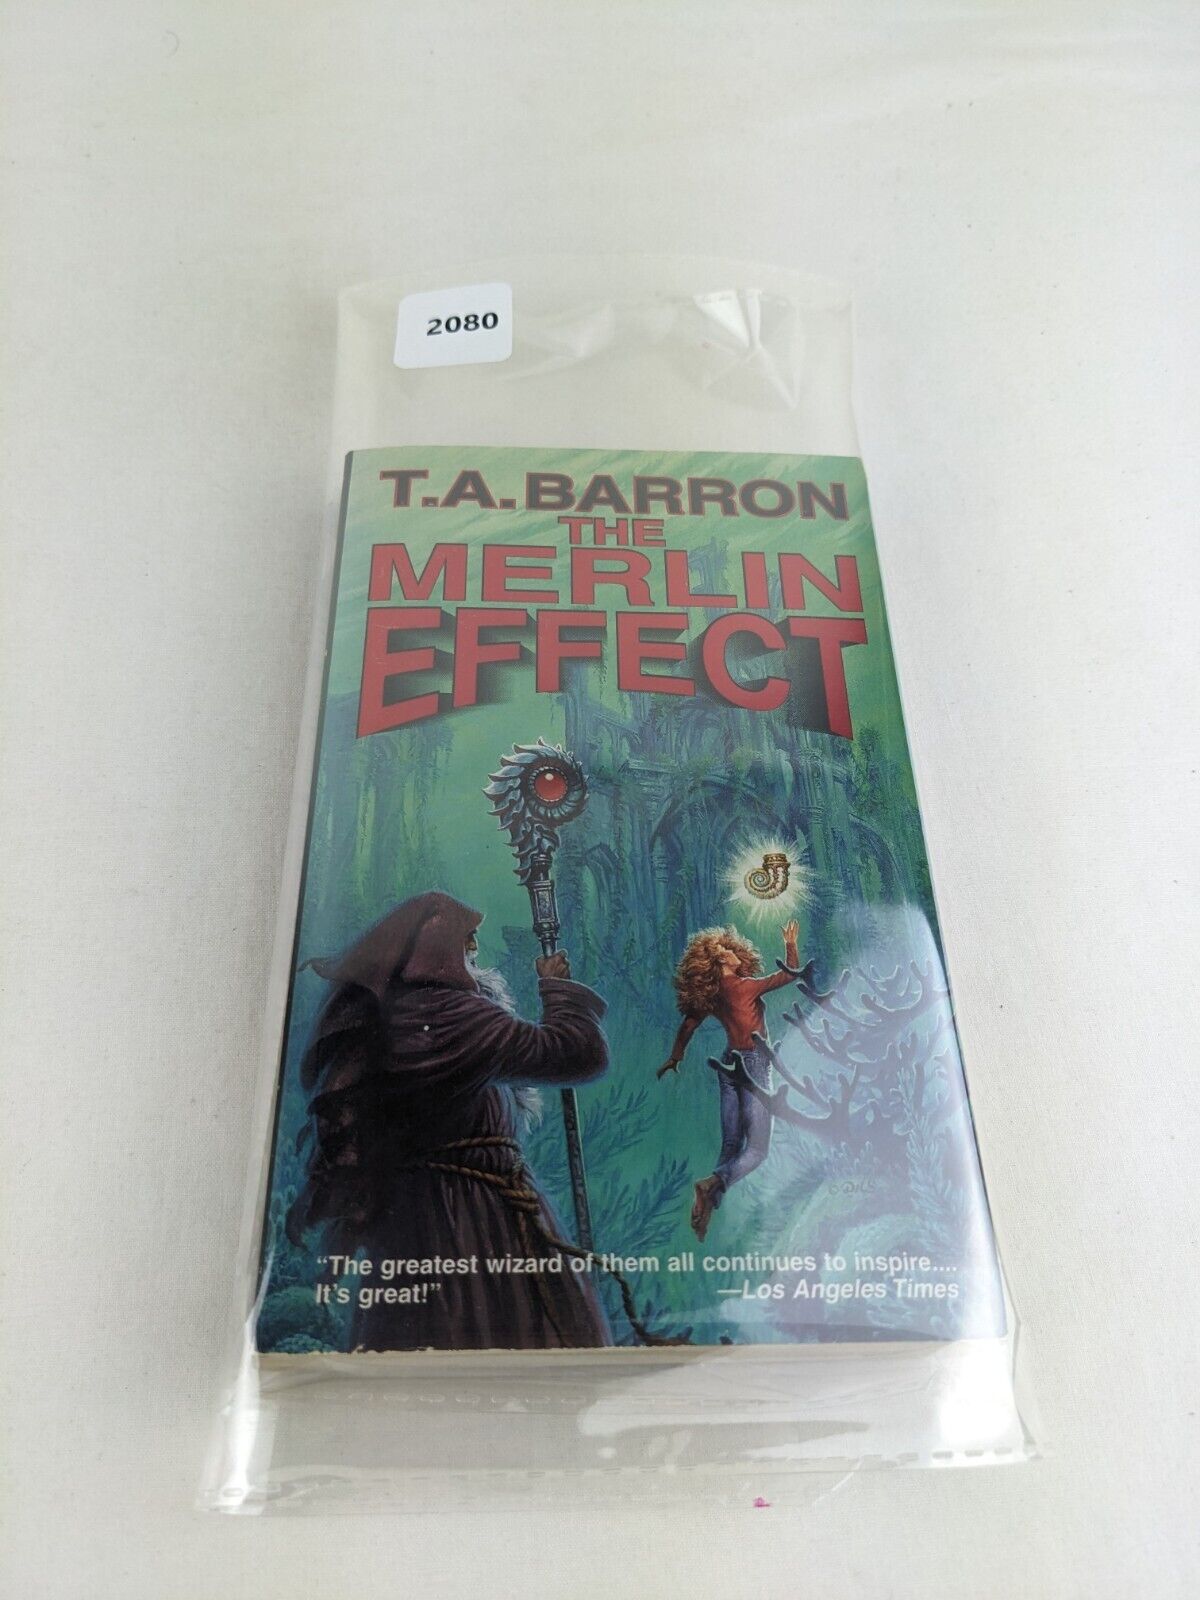 2080
T.A. BARRON
THE
MERLIN
EFFECT
“The greatest wizard of them all continues to inspire....
It's great!” —Los Angeles Times